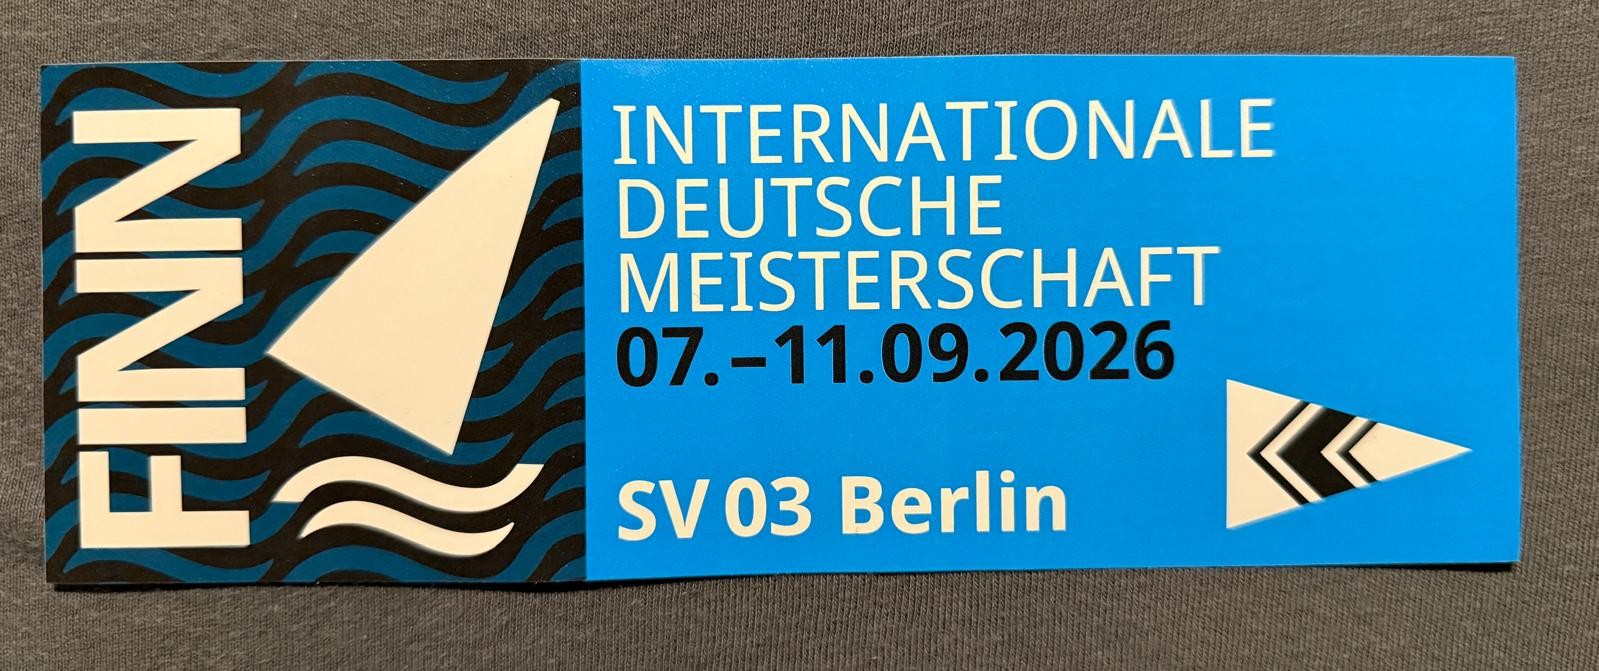 FINN
INTERNATIONALE
DEUTSCHE
MEISTERSCHAFT
07.–11.09.2026
SV 03 Berlin